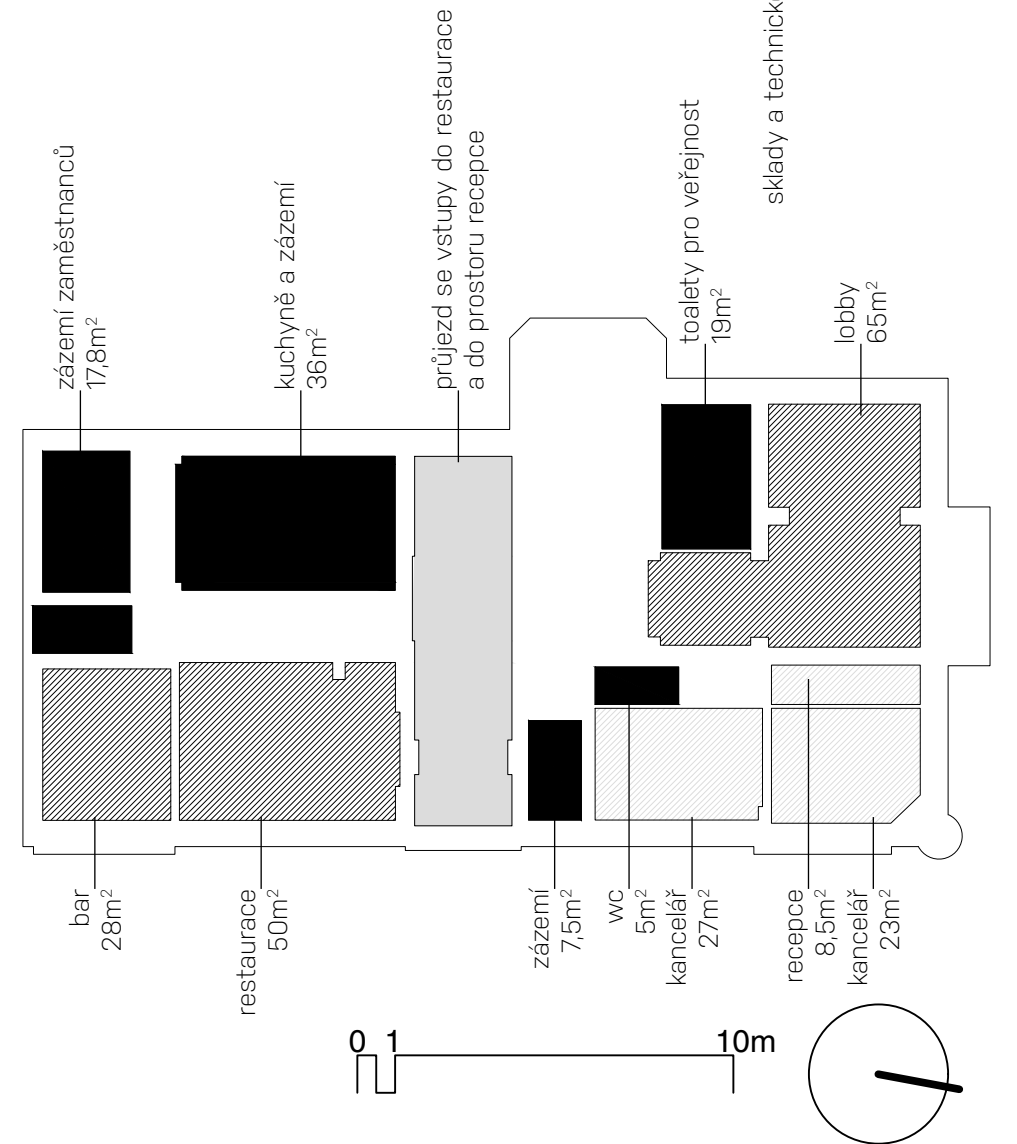 zázemí zaměstnanců
17,8m²
kuchyně a zázemí
36m²
průjezd se vstupy do restaurace
a do prostoru recepce
toalety pro veřejnost
19m²
sklady a technické
lobby
65m²
bar
28m²
restaurace
50m²
zázemí
7,5m²
wc
5m²
kancelář
27m²
recepce
8,5m²
kancelář
23m²
0 1 10m